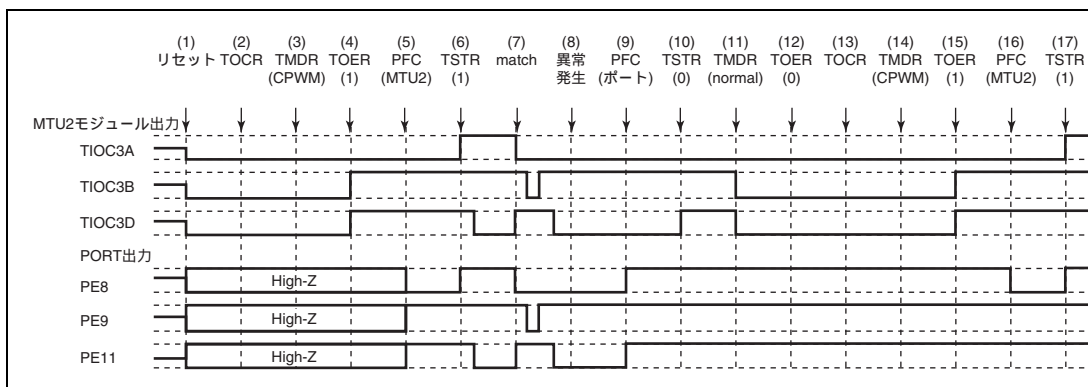 (1) (2) (3) (4) (5) (6) (7) (8) (9) (10) (11) (12) (13) (14) (15) (16) (17)
リセット TOCR TMDR TOER PFC TSTR match 異常 PFC TSTR TMDR TOER TOCR TMDR TOER PFC TSTR
(CPWM) (1) (MTU2) (1) 発生 (ポート) (0) (normal) (0) (CPWM) (1) (MTU2) (1)
MTU2モジュール出力
TIOC3A
TIOC3B
TIOC3D
PORT出力
PE8 High-Z
PE9 High-Z
PE11 High-Z